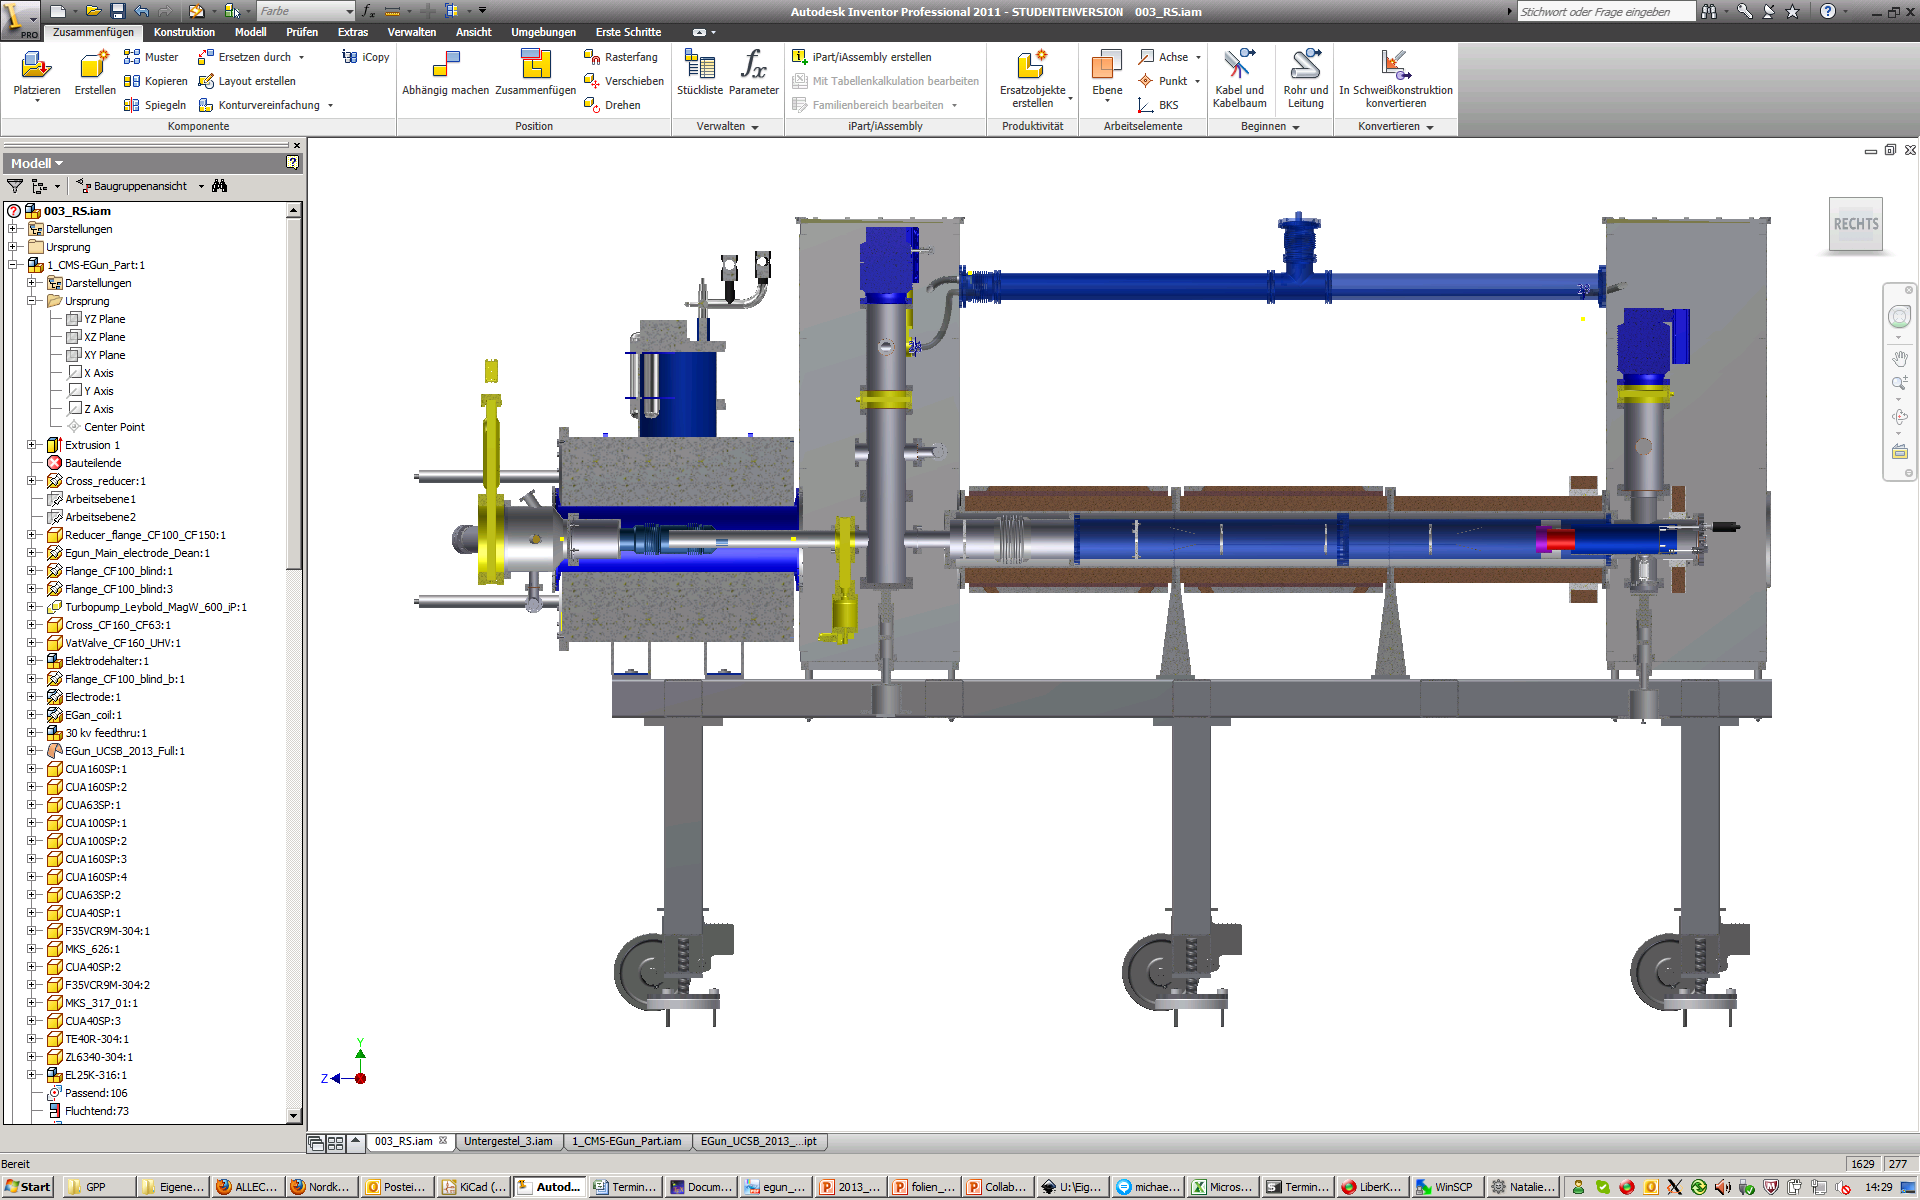 PRO
Farbe
Autodesk Inventor Professional 2011 - STUDENTENVERSION 003_RS.iam
Stichwort oder Frage eingeben
Zusammenfügen Konstruktion Modell Prüfen Extras Verwalten Ansicht Umgebungen Erste Schritte
Platzieren
Erstellen
Muster
Kopieren
Spiegeln
Ersetzen durch
Layout erstellen
Konturvereinfachung
iCopy
Komponente
Abhängig machen
Zusammenfügen
Rasterfang
Verschieben
Drehen
Position
Stückliste
Parameter
Verwalten
iPart/iAssembly erstellen
Mit Tabellenkalkulation bearbeiten
Familienbereich bearbeiten
iPart/iAssembly
Ersatzobjekte
erstellen
Produktivität
Ebene
Achse
Punkt
BKS
Arbeitselemente
Kabel und
Kabelbaum
Rohr und
Leitung
Beginnen
In Schweißkonstruktion
konvertieren
Konvertieren
Modell
Baugruppenansicht
003_RS.iam
Darstellungen
Ursprung
1_CMS-EGun_Part:1
Darstellungen
Ursprung
YZ Plane
XZ Plane
XY Plane
X Axis
Y Axis
Z Axis
Center Point
Extrusion 1
Bauteilende
Cross_reducer:1
Arbeitsebene1
Arbeitsebene2
Reducer_flange_CF100_CF150:1
Egun_Main_electrode_Dean:1
Flange_CF100_blind:1
Flange_CF100_blind:3
Turbopump_Leybold_MagW_600_iP:1
Cross_CF160_CF63:1
VatValve_CF160_UHV:1
Elektrodehalter:1
Flange_CF100_blind_b:1
Electrode:1
EGan_coil:1
30 kv feedthru:1
EGun_UCSB_2013_Full:1
CUA160SP:1
CUA160SP:2
CUA63SP:1
CUA100SP:1
CUA100SP:2
CUA160SP:3
CUA160SP:4
CUA63SP:2
CUA40SP:1
F35VCR9M-304:1
MKS_626:1
CUA40SP:2
F35VCR9M-304:2
MKS_317_01:1
CUA40SP:3
TE40R-304:1
ZL6340-304:1
EL25K-316:1
Passend:106
Fluchtend:73
RECHTS
Y
Z
003_RS.iam
Untergestel_3.iam
1_CMS-EGun_Part.iam
EGun_UCSB_2013_...ipt
Bereit
1629 277
Start
GPP
Eigene...
ALLEC...
Nordk...
Postei...
KiCad (...
Autod...
Termin...
Docum...
egun_...
2013_...
folien_...
Collab...
U:\Eig...
michae...
Micros...
Termin...
LiberK...
WinSCP
Natalie...
14:29